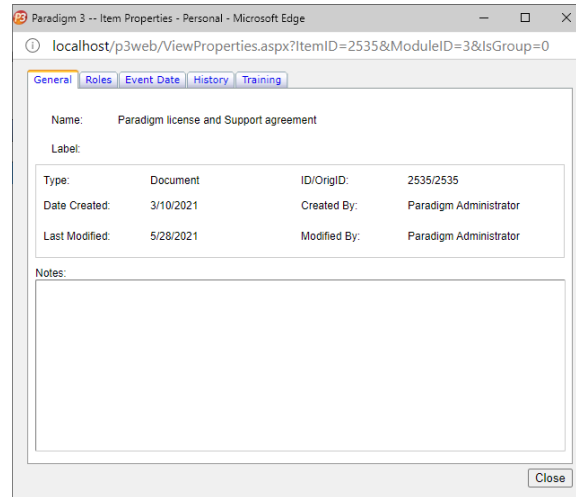 Paradigm 3 -- Item Properties - Personal - Microsoft Edge
localhost/p3web/ViewProperties.aspx?ItemID=2535&ModuleID=3&IsGroup=0
General Roles Event Date History Training
Name: Paradigm license and Support agreement
Label:
Type: Document ID/OrigID: 2535/2535
Date Created: 3/10/2021 Created By: Paradigm Administrator
Last Modified: 5/28/2021 Modified By: Paradigm Administrator
Notes:
Close